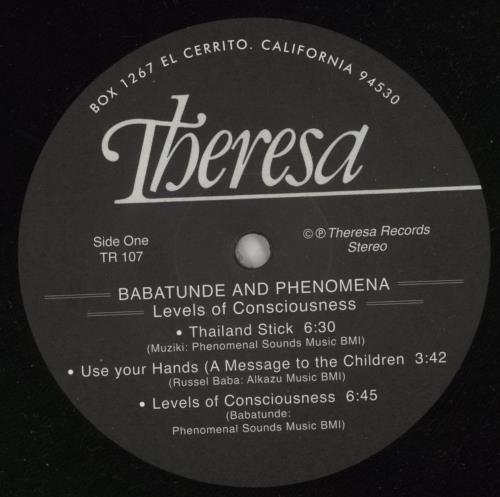 BOX 1267 EL CERRITO. CALIFORNIA 94530
Theresa
Side One
TR 107
©℗ Theresa Records
Stereo
BABATUNDE AND PHENOMENA
Levels of Consciousness
• Thailand Stick 6:30
(Muziki: Phenomenal Sounds Music BMI)
• Use your Hands (A Message to the Children 3:42
(Russel Baba: Alkazu Music BMI)
• Levels of Consciousness 6:45
(Babatunde:
Phenomenal Sounds Music BMI)